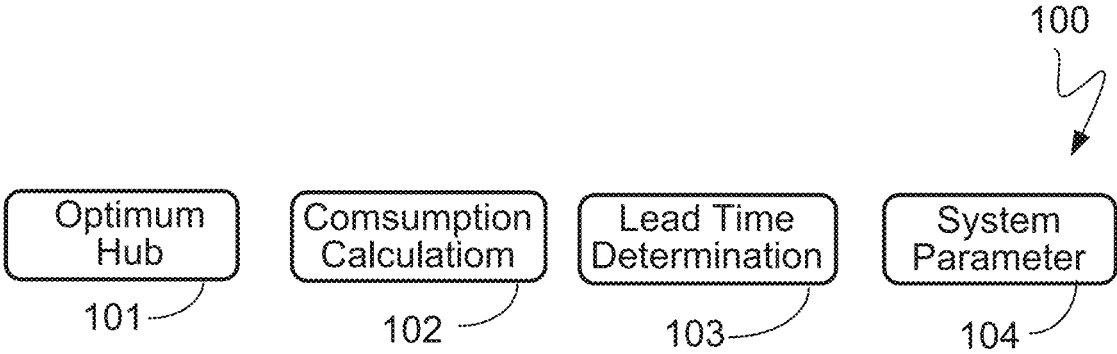 100
Optimum
Hub
Comsumption
Calculatiom
Lead Time
Determination
System
Parameter
101
102
103
104